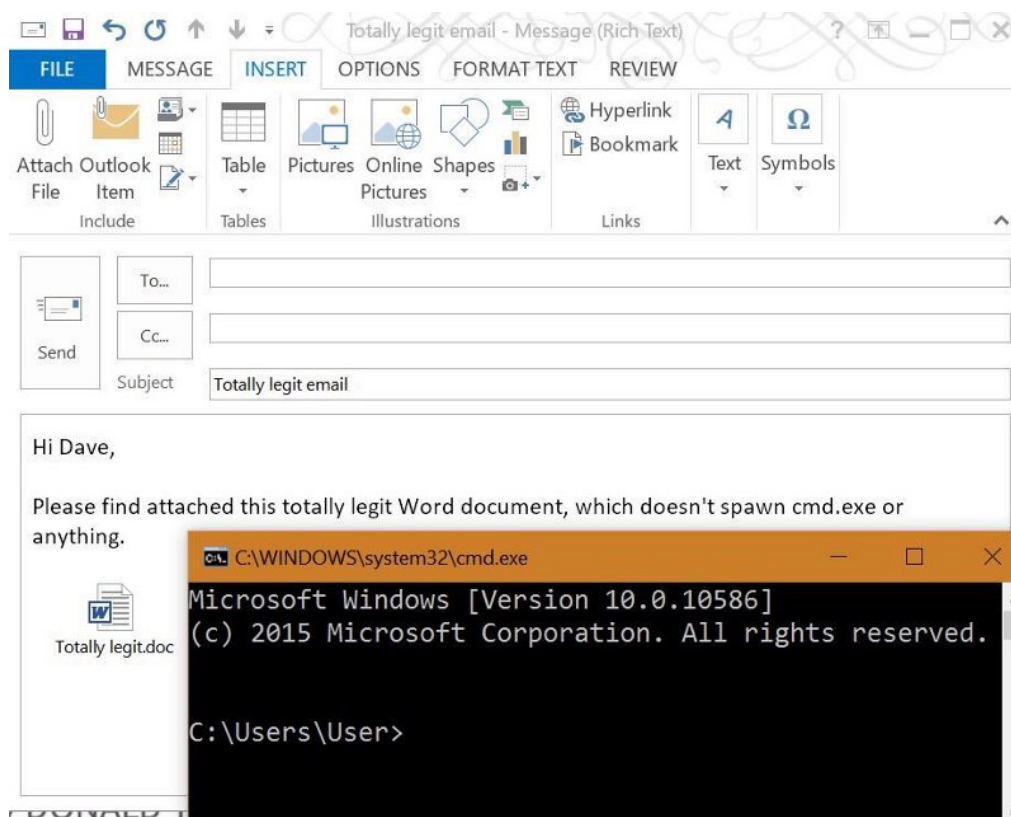 Totally legit email - Message (Rich Text)
FILE MESSAGE INSERT OPTIONS FORMAT TEXT REVIEW
Attach File
Outlook Item
Table
Pictures
Online Pictures
Shapes
Hyperlink
Bookmark
Text
Symbols
Include
Tables
Illustrations
Links
To...
Cc...
Send
Subject
Totally legit email
Hi Dave,
Please find attached this totally legit Word document, which doesn't spawn cmd.exe or
anything.
Totally legit.doc
C:\WINDOWS\system32\cmd.exe
Microsoft Windows [Version 10.0.10586]
(c) 2015 Microsoft Corporation. All rights reserved.
C:\Users\User>